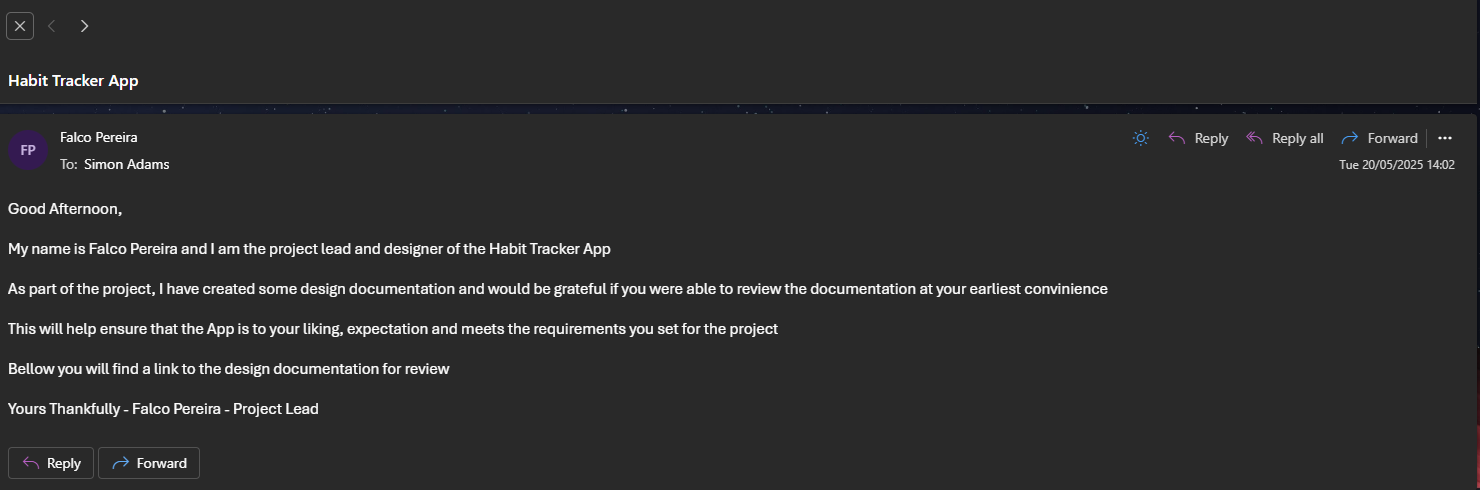 Habit Tracker App
FP
Falco Pereira
To: Simon Adams
Reply
Reply all
Forward
Tue 20/05/2025 14:02
Good Afternoon,
My name is Falco Pereira and I am the project lead and designer of the Habit Tracker App
As part of the project, I have created some design documentation and would be grateful if you were able to review the documentation at your earliest convinience
This will help ensure that the App is to your liking, expectation and meets the requirements you set for the project
Bellow you will find a link to the design documentation for review
Yours Thankfully - Falco Pereira - Project Lead
Reply
Forward